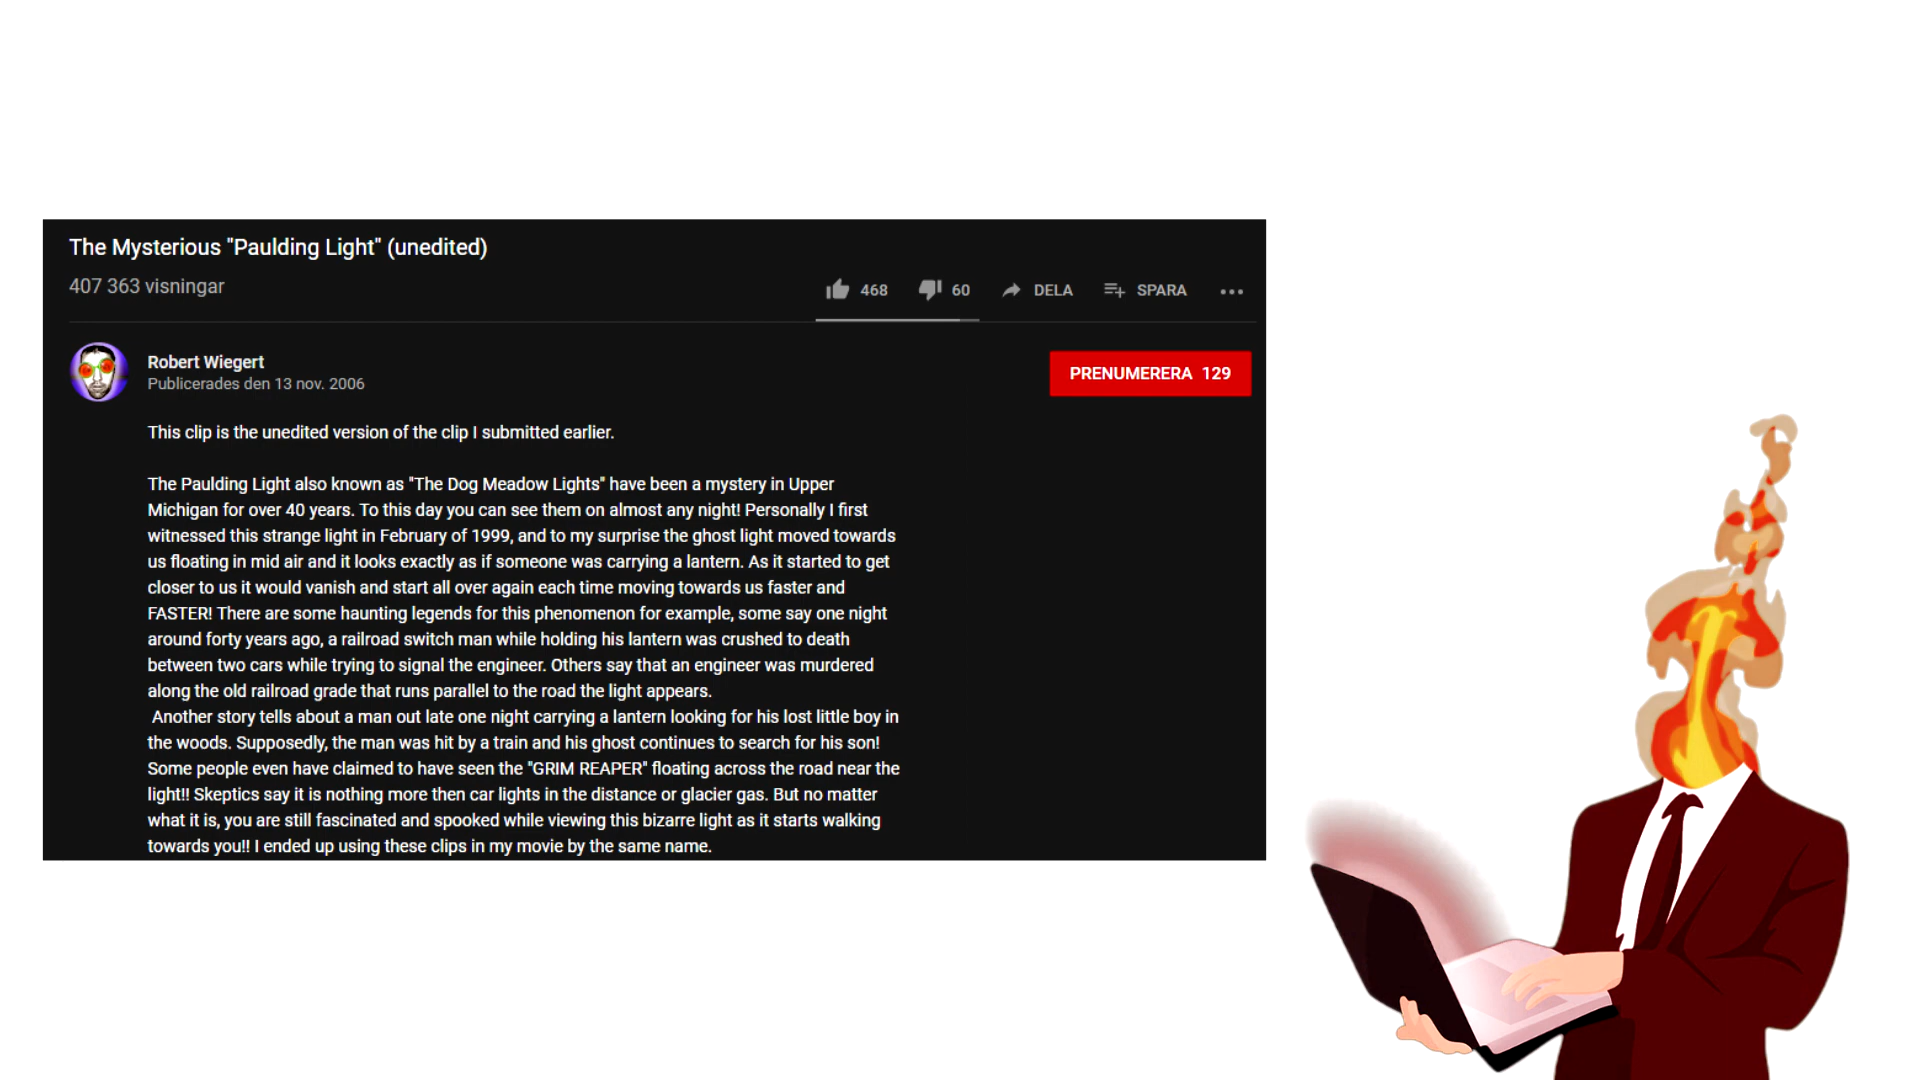 The Mysterious "Paulding Light" (unedited)
407 363 visningar
468 60 DELA SPARA
Robert Wiegert
Publicerades den 13 nov. 2006
PRENUMERERA 129
This clip is the unedited version of the clip I submitted earlier.
The Paulding Light also known as "The Dog Meadow Lights" have been a mystery in Upper
Michigan for over 40 years. To this day you can see them on almost any night! Personally I first
witnessed this strange light in February of 1999, and to my surprise the ghost light moved towards
us floating in mid air and it looks exactly as if someone was carrying a lantern. As it started to get
closer to us it would vanish and start all over again each time moving towards us faster and
FASTER! There are some haunting legends for this phenomenon for example, some say one night
around forty years ago, a railroad switch man while holding his lantern was crushed to death
between two cars while trying to signal the engineer. Others say that an engineer was murdered
along the old railroad grade that runs parallel to the road the light appears.
Another story tells about a man out late one night carrying a lantern looking for his lost little boy in
the woods. Supposedly, the man was hit by a train and his ghost continues to search for his son!
Some people even have claimed to have seen the "GRIM REAPER" floating across the road near the
light!! Skeptics say it is nothing more then car lights in the distance or glacier gas. But no matter
what it is, you are still fascinated and spooked while viewing this bizarre light as it starts walking
towards you!! I ended up using these clips in my movie by the same name.